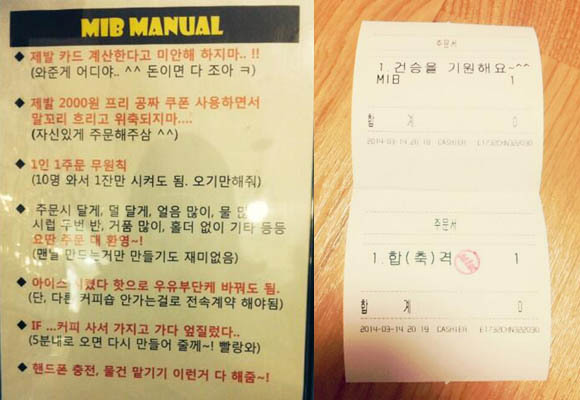 MIB MANUAL
제발 카드 계산한다고 미안해 하지마.. !!
(와준게 어디야.. ^^ 돈이면 다 조아 ㅋ)
제발 2000원 프리 공짜 쿠폰 사용하면서
말꼬리 흐리고 위축되지마....
(자신있게 주문해주삼 ^^)
1인 1주문 무원칙
(10명 와서 1잔만 시켜도 됨. 오기만해줘)
주문시 달게, 덜 달게, 얼음 많이, 물 많
시럽 두번 반, 거품 많이, 홀더 없이 기타 등등
요딴 주문 대 환영~!
(맨날 만드는거만 만들기도 재미없음)
아이스 시켰다 핫으로 우유부단케 바꿔도 됨.
(단, 다른 커피숍 안가는걸로 전속계약 해야됨)
IF ...커피 사서 가지고 가다 엎질렀다..
(5분내로 오면 다시 만들어 줄께~! 빨랑와)
핸드폰 충전, 물건 맡기기 이런거 다 해줌~!
주문서
1. 건승을 기원해요~^^
MIB 1
합 계 0
2014-03-14 20:19 CASHIER E1732CHN322030
주문서
1. 합(축)격 1
합 계 0
2014-03-14 20:19 CASHIER E1732CHN322030